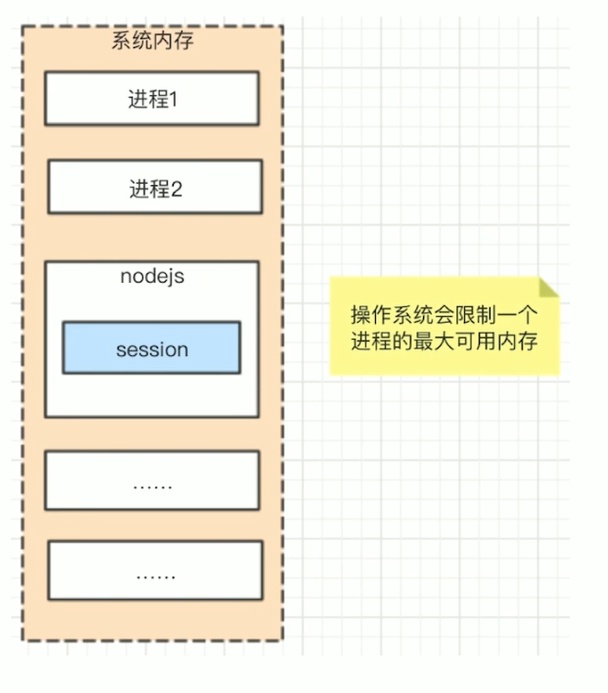 系统内存
进程1
进程2
nodejs
session
操作系统会限制一个
进程的最大可用内存
……
……